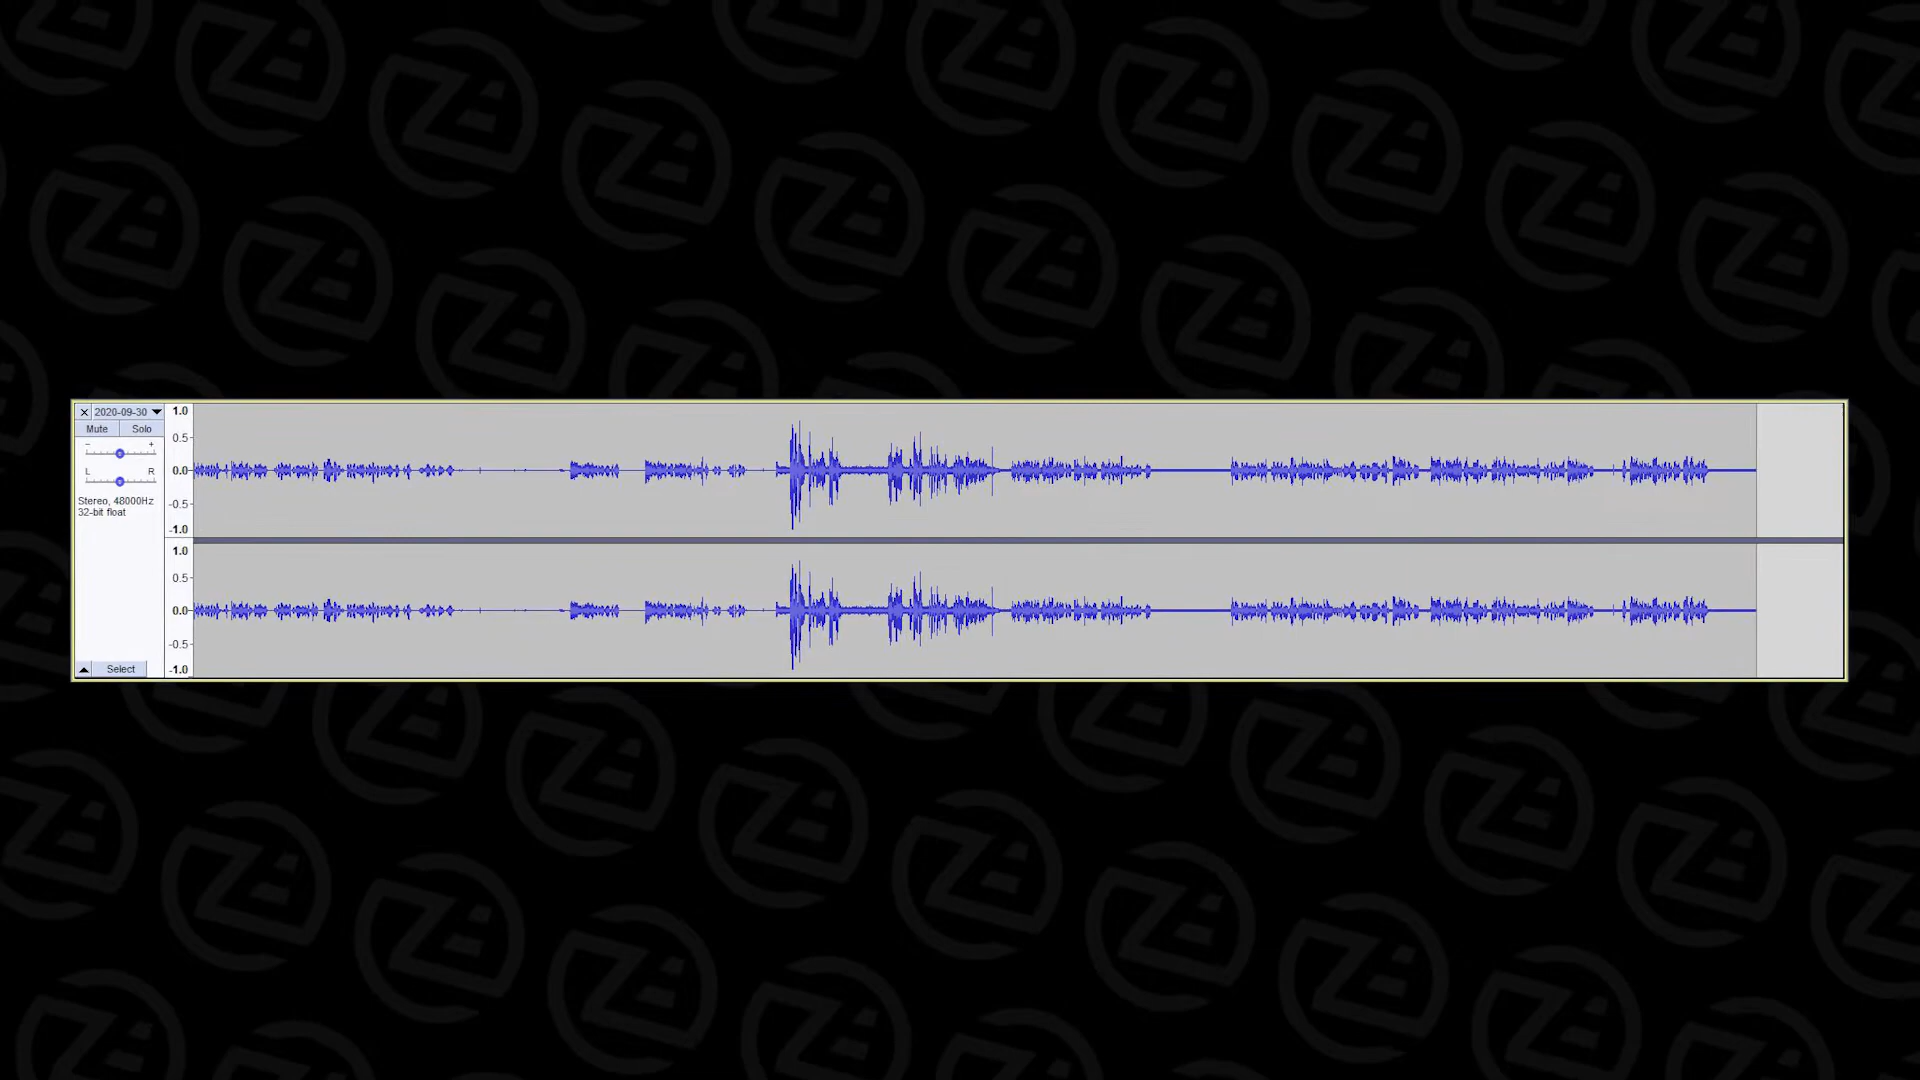 × 2020-09-30
Mute Solo
- +
L R
Stereo, 48000Hz
32-bit float
Select
1.0
0.5
0.0
-0.5
-1.0
1.0
0.5
0.0
-0.5
-1.0